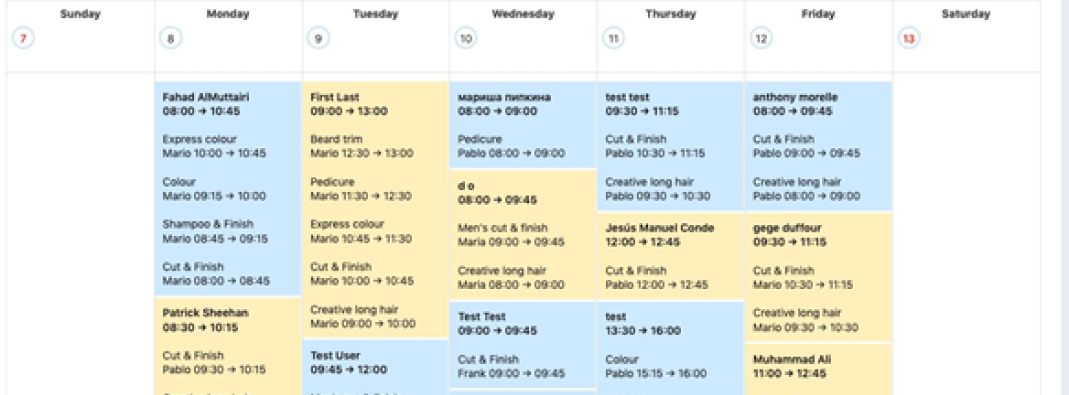 Sunday
7
Monday
8
Tuesday
9
Wednesday
10
Thursday
11
Friday
12
Saturday
13
Fahad AlMuttairi
08:00 → 10:45
Express colour
Mario 10:00 → 10:45
Colour
Mario 09:15 → 10:00
Shampoo & Finish
Mario 08:45 → 09:15
Cut & Finish
Mario 08:00 → 08:45
Patrick Sheehan
08:30 → 10:15
Cut & Finish
Pablo 09:30 → 10:15
First Last
09:00 → 13:00
Beard trim
Mario 12:30 → 13:00
Pedicure
Mario 11:30 → 12:30
Express colour
Mario 10:45 → 11:30
Cut & Finish
Mario 10:00 → 10:45
Creative long hair
Mario 09:00 → 10:00
Test User
09:45 → 12:00
мариша пипкина
08:00 → 09:00
Pedicure
Pablo 08:00 → 09:00
d o
08:00 → 09:45
Men's cut & finish
Maria 09:00 → 09:45
Creative long hair
Maria 08:00 → 09:00
Test Test
09:00 → 09:45
Cut & Finish
Frank 09:00 → 09:45
test test
09:30 → 11:15
Cut & Finish
Pablo 10:30 → 11:15
Creative long hair
Pablo 09:30 → 10:30
Jesús Manuel Conde
12:00 → 12:45
Cut & Finish
Pablo 12:00 → 12:45
test
13:30 → 16:00
Colour
Pablo 15:15 → 16:00
anthony morelle
08:00 → 09:45
Cut & Finish
Pablo 09:00 → 09:45
Creative long hair
Pablo 08:00 → 09:00
gege duffour
09:30 → 11:15
Cut & Finish
Mario 10:30 → 11:15
Creative long hair
Mario 09:30 → 10:30
Muhammad Ali
11:00 → 12:45